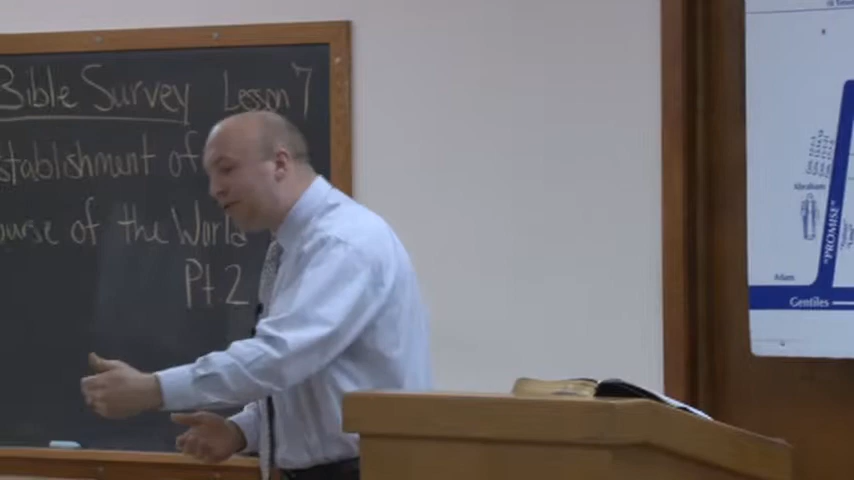 Bible Survey Lesson 7
stablishment of
ourse of the World
Pt. 2
Abraham
"PROMISE"
Adam
Gentiles